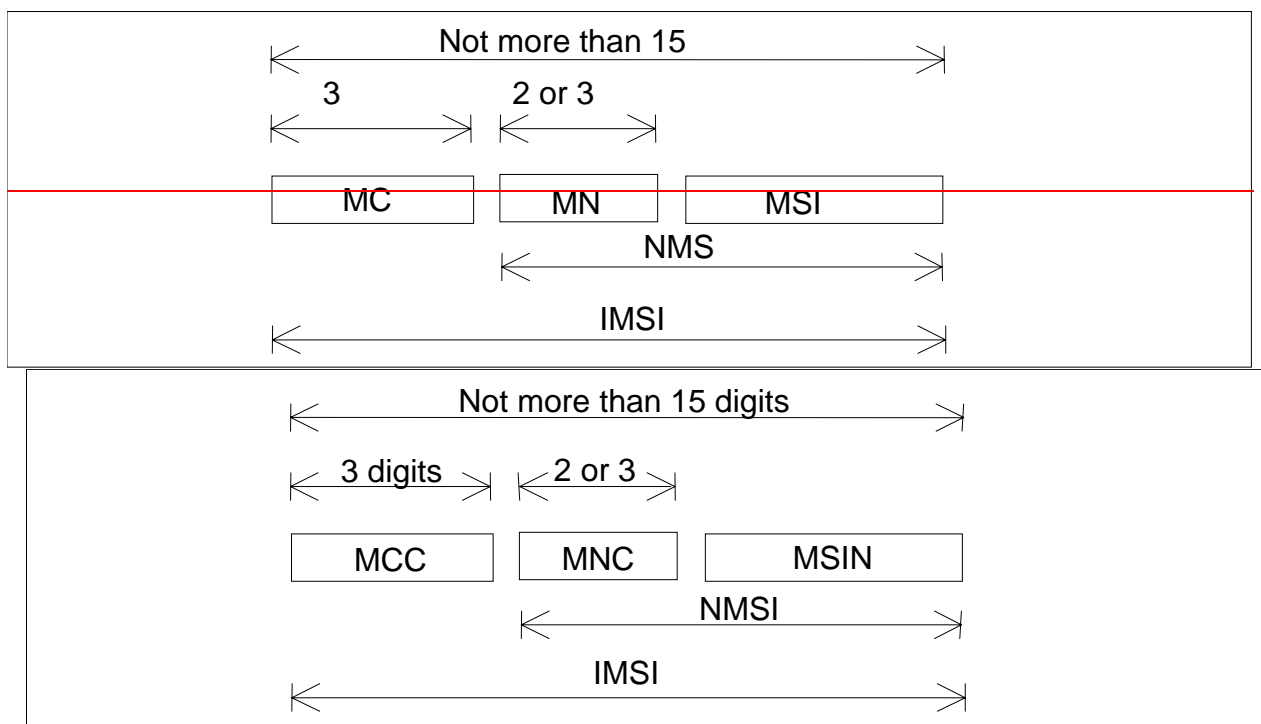 Not more than 15
3 2 or 3
MC MN MSI
NMS
IMSI
Not more than 15 digits
3 digits 2 or 3
MCC MNC MSIN
NMSI
IMSI